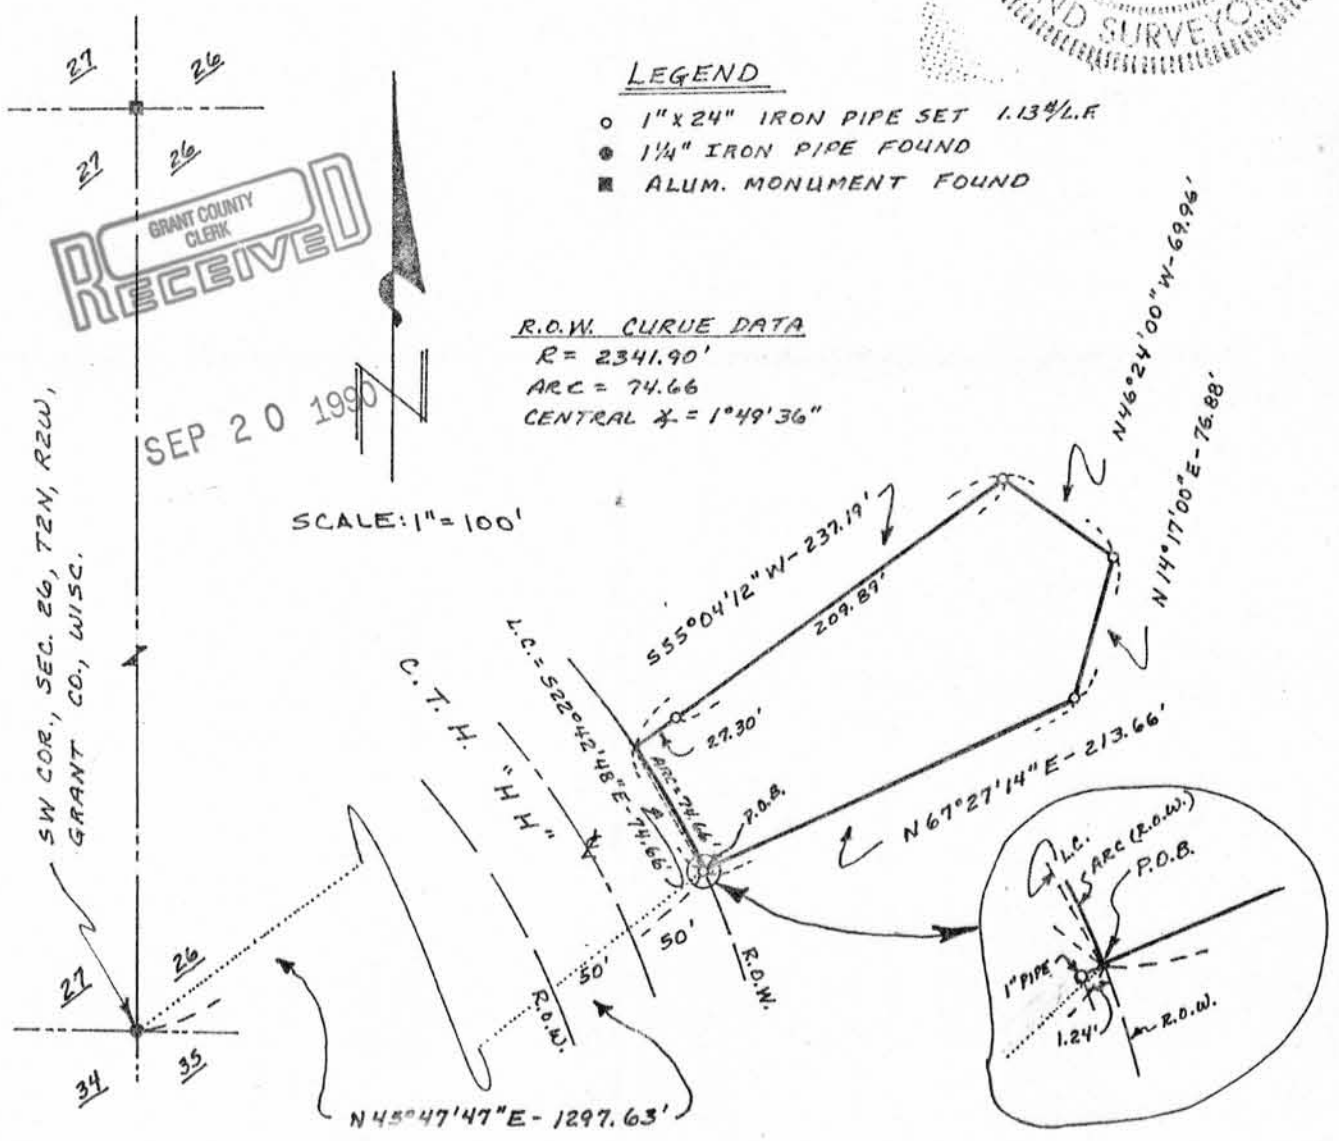 ND SURVEYO
LEGEND
1" x 24" IRON PIPE SET 1.13#/L.F.
1¼" IRON PIPE FOUND
ALUM. MONUMENT FOUND
27
26
27
26
GRANT COUNTY
CLERK
RECEIVED
SEP 20 1990
R.O.W. CURVE DATA
R = 2341.90'
ARC = 74.66
CENTRAL ∡ = 1°49'36"
SCALE: 1" = 100'
SW COR., SEC. 26, T2N, R2W,
GRANT CO., WISC.
N46°24'00"W-69.96'
N14°17'00"E-76.88'
S55°04'12"W-237.19'
209.89'
27.30'
L.C. = S22°42'48"E-74.66'
ARC = 74.66'
C. T. H. "HH"
℄
P.O.B.
N67°27'14"E-213.66'
50'
50'
R.O.W.
R.O.W.
27
26
34
35
N45°47'47"E-1297.63'
L.C.
ARC (R.O.W.)
P.O.B.
1" PIPE
1.24'
R.O.W.